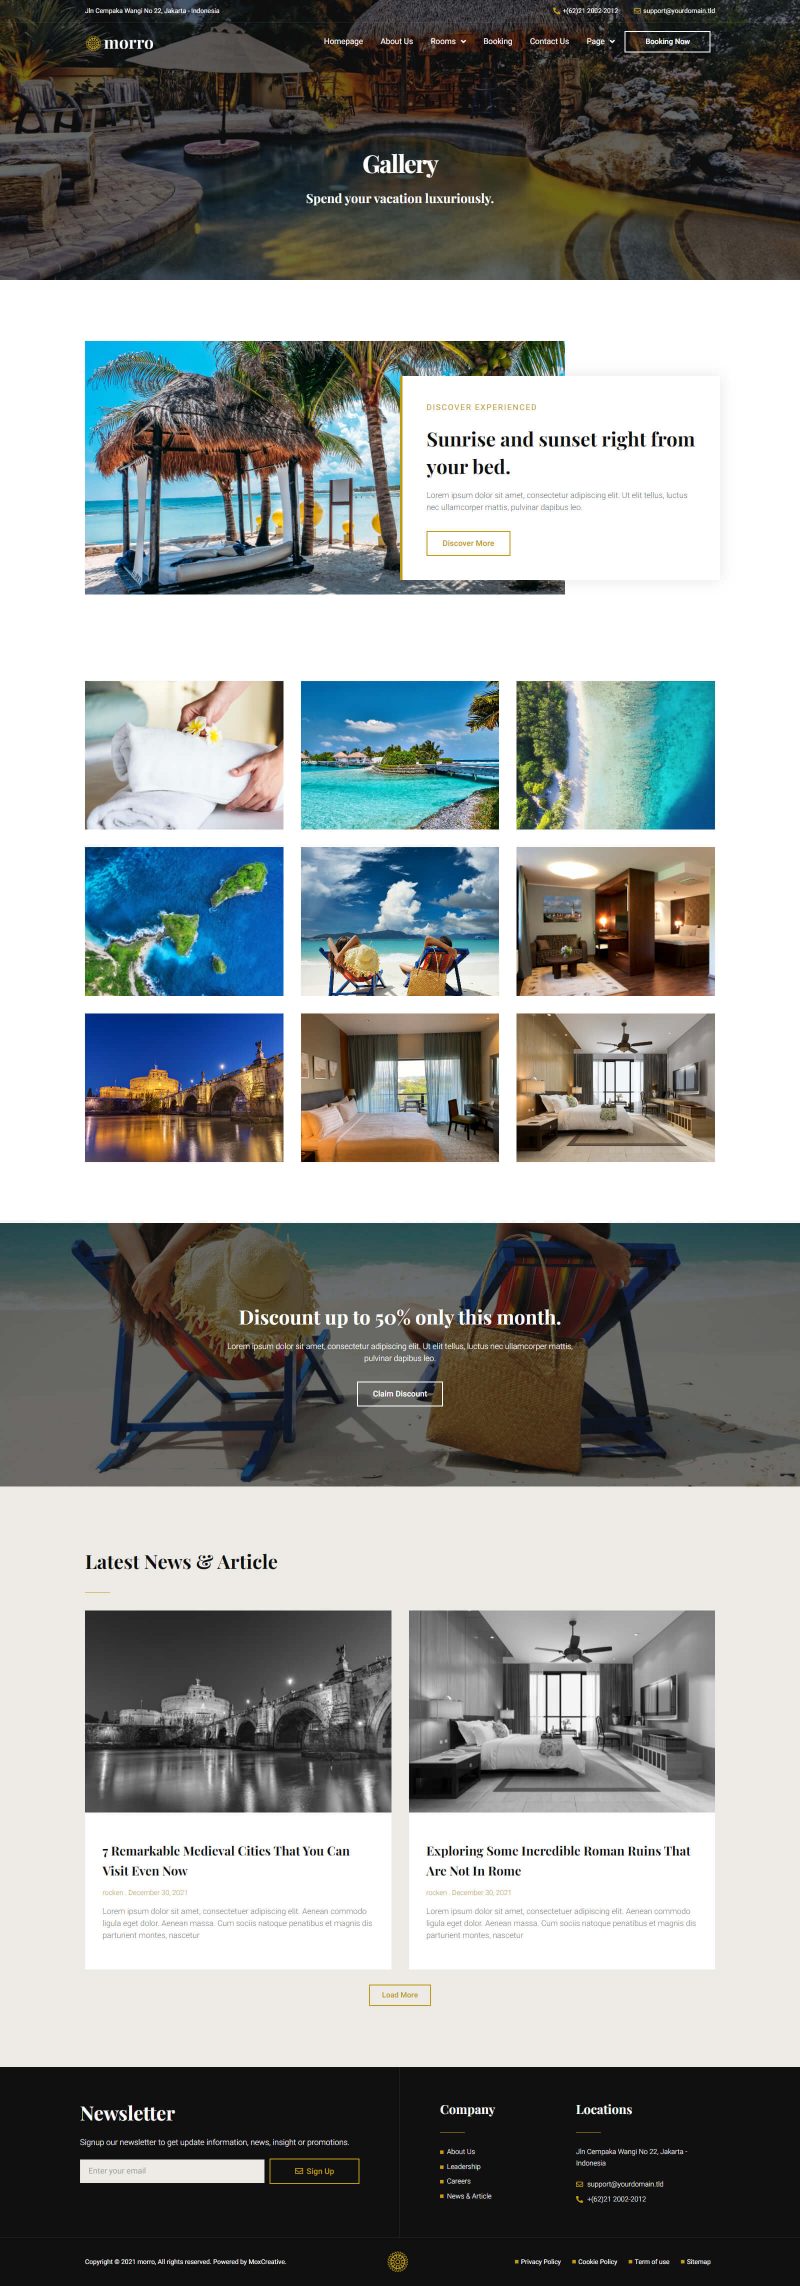 Jln Cempaka Wangi No 22, Jakarta - Indonesia
+(62)21 2002-2012
support@yourdomain.tld
morro
Homepage
About Us
Rooms
Booking
Contact Us
Page
Booking Now
Gallery
Spend your vacation luxuriously.
DISCOVER EXPERIENCED
Sunrise and sunset right from
your bed.
Lorem ipsum dolor sit amet, consectetur adipiscing elit. Ut elit tellus, luctus
nec ullamcorper mattis, pulvinar dapibus leo.
Discover More
Discount up to 50% only this month.
Lorem ipsum dolor sit amet, consectetur adipiscing elit. Ut elit tellus, luctus nec ullamcorper mattis,
pulvinar dapibus leo.
Claim Discount
Latest News & Article
7 Remarkable Medieval Cities That You Can
Visit Even Now
rocken . December 30, 2021
Lorem ipsum dolor sit amet, consectetuer adipiscing elit. Aenean commodo
ligula eget dolor. Aenean massa. Cum sociis natoque penatibus et magnis dis
parturient montes, nascetur
Exploring Some Incredible Roman Ruins That
Are Not In Rome
rocken . December 30, 2021
Lorem ipsum dolor sit amet, consectetuer adipiscing elit. Aenean commodo
ligula eget dolor. Aenean massa. Cum sociis natoque penatibus et magnis dis
parturient montes, nascetur
Load More
Newsletter
Signup our newsletter to get update information, news, insight or promotions.
Enter your email
Sign Up
Company
About Us
Leadership
Careers
News & Article
Locations
Jln Cempaka Wangi No 22, Jakarta -
Indonesia
support@yourdomain.tld
+(62)21 2002-2012
Copyright © 2021 morro, All rights reserved. Powered by MoxCreative.
Privacy Policy
Cookie Policy
Term of use
Sitemap